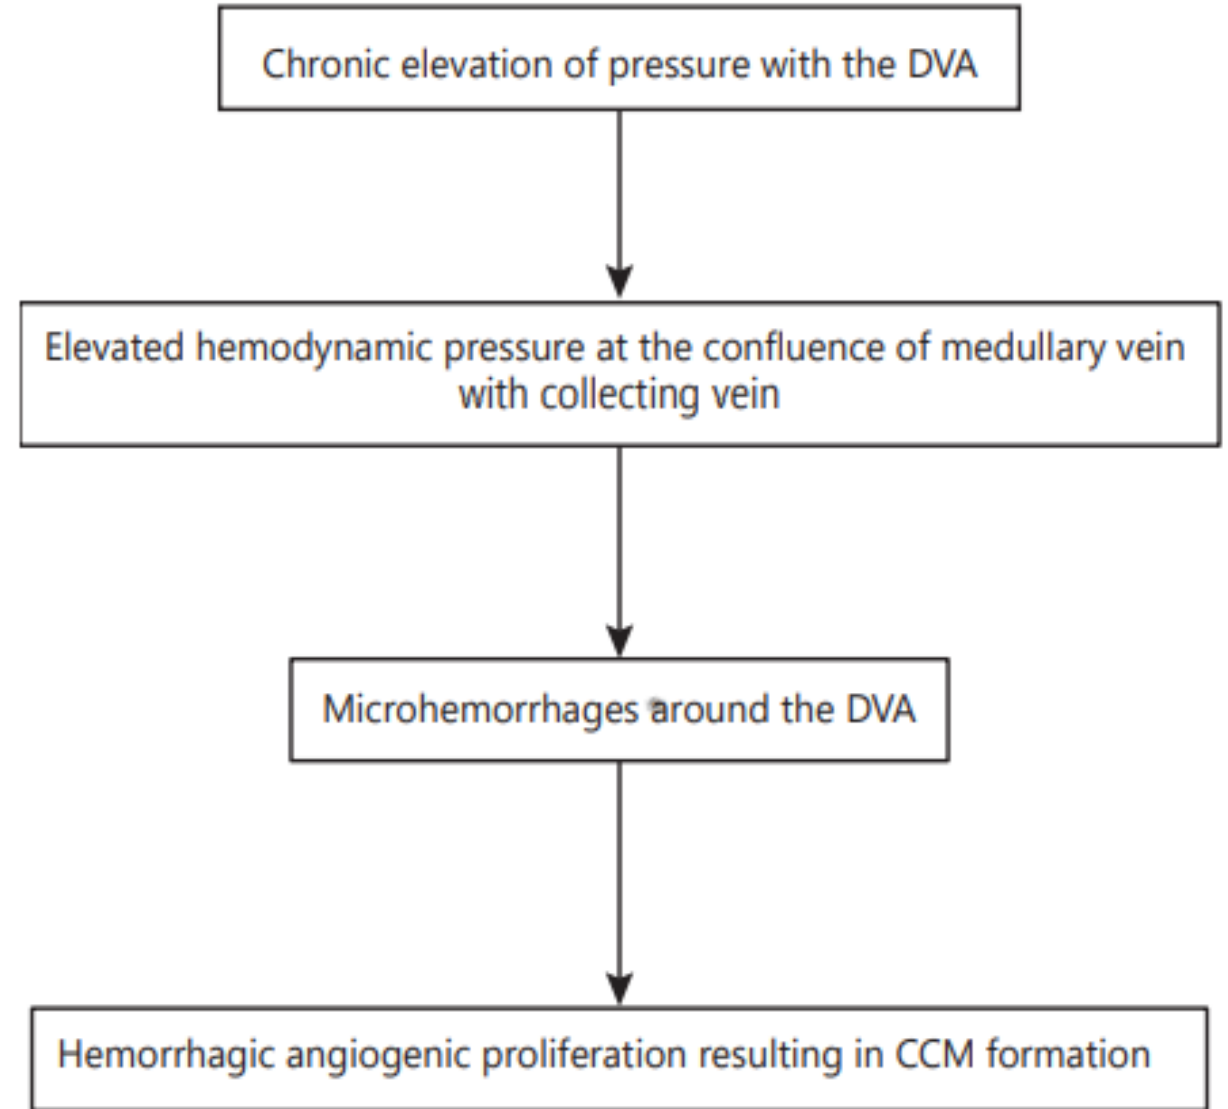 Chronic elevation of pressure with the DVA
Elevated hemodynamic pressure at the confluence of medullary vein
with collecting vein
Microhemorrhages around the DVA
Hemorrhagic angiogenic proliferation resulting in CCM formation